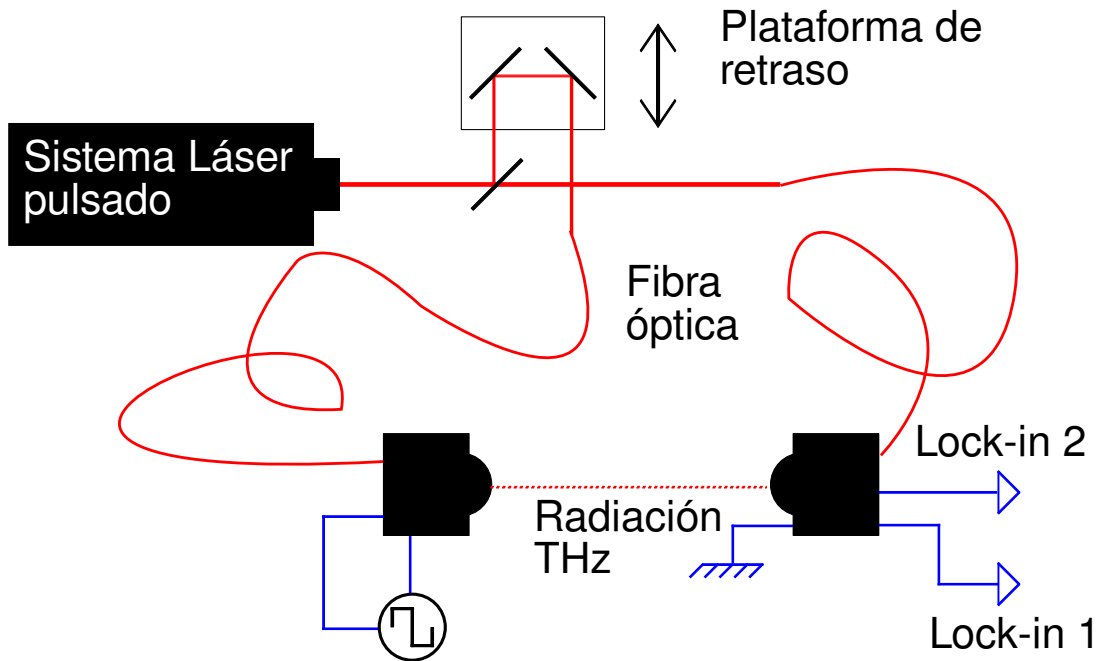 Plataforma de
retraso
Sistema Láser
pulsado
Fibra
óptica
Lock-in 2
Radiación
THz
Lock-in 1